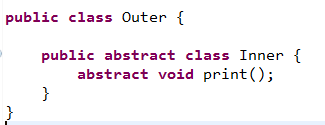 public class Outer {
public abstract class Inner {
abstract void print();
}
}